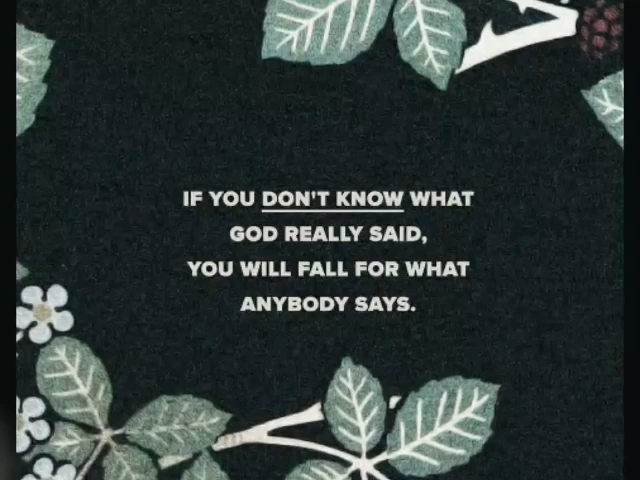 IF YOU DON'T KNOW WHAT
GOD REALLY SAID,
YOU WILL FALL FOR WHAT
ANYBODY SAYS.